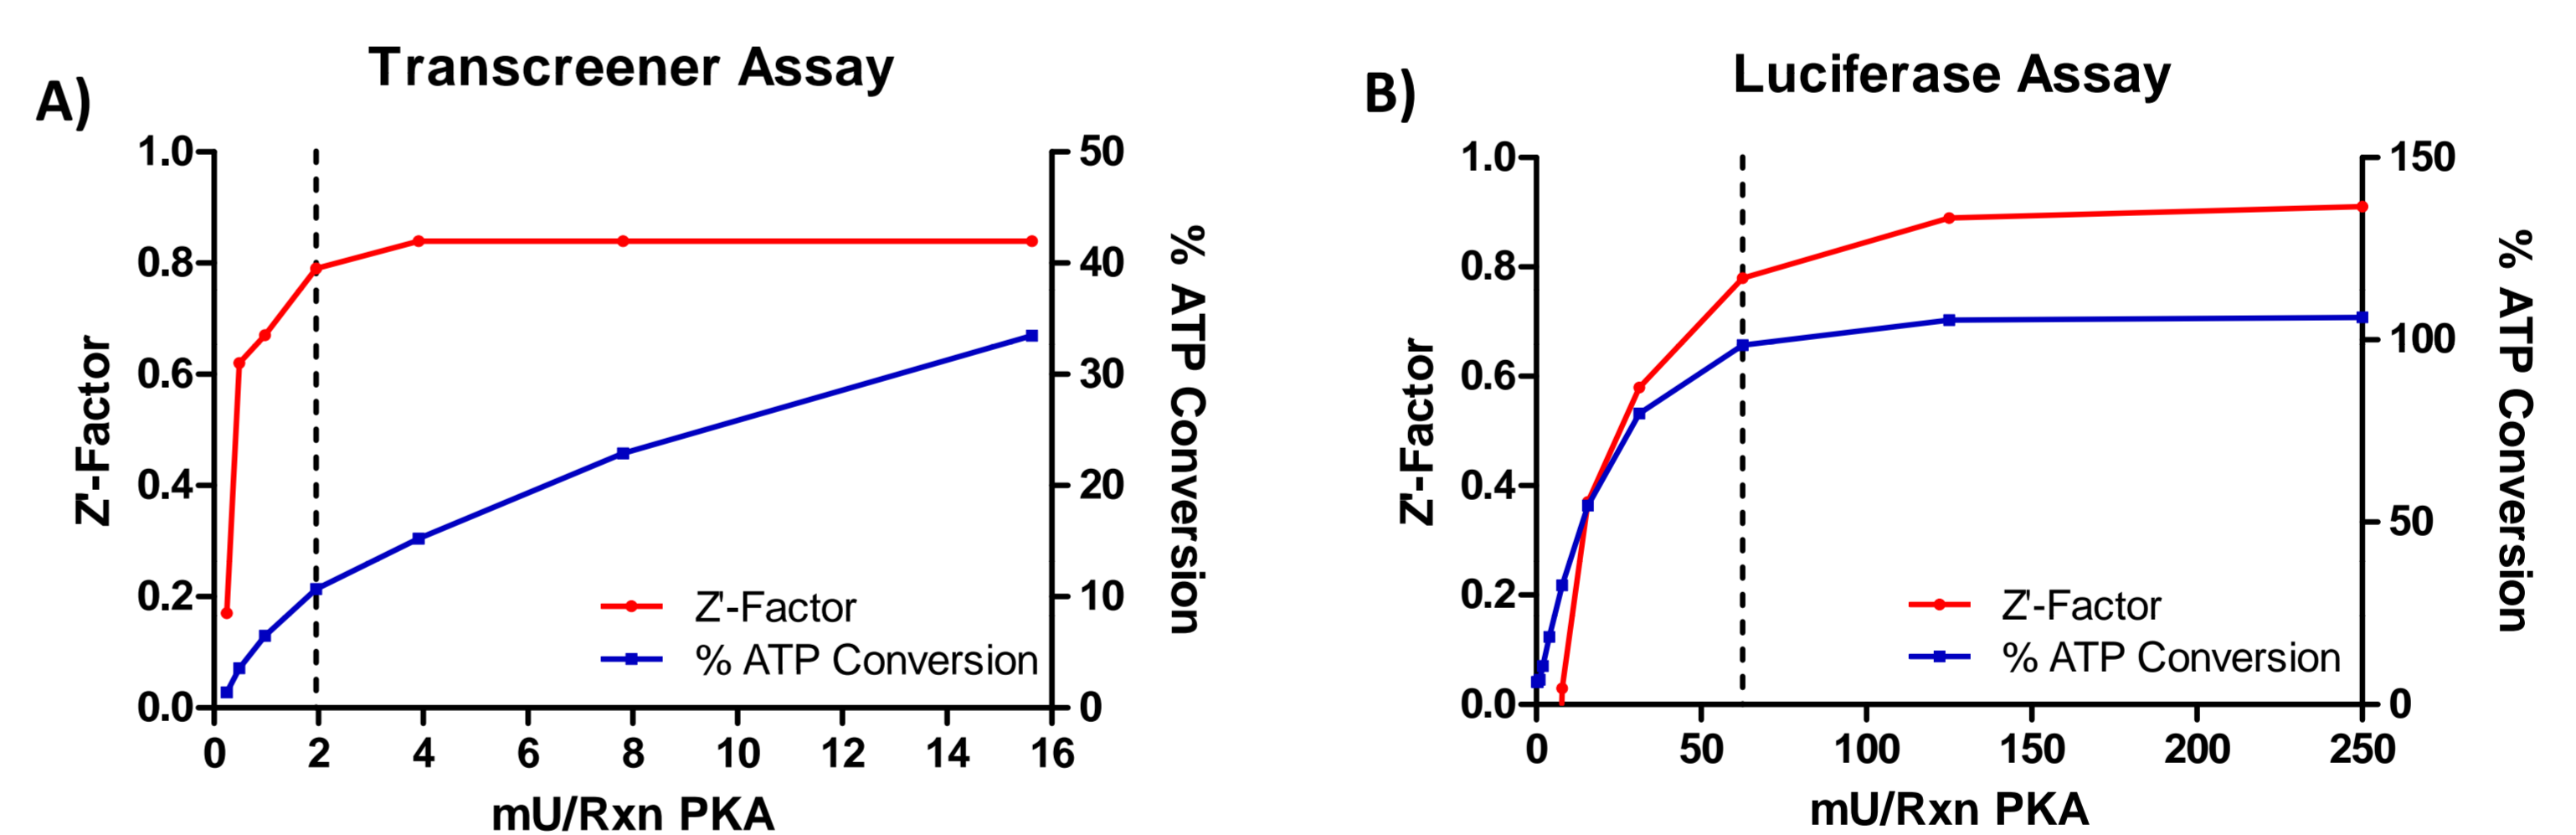 A)
Transcreener Assay
1.0
0.8
0.6
0.4
0.2
0.0
Z'-Factor
50
40
30
20
10
0
% ATP Conversion
Z'-Factor
% ATP Conversion
0 2 4 6 8 10 12 14 16
mU/Rxn PKA
B)
Luciferase Assay
1.0
0.8
0.6
0.4
0.2
0.0
Z'-Factor
150
100
50
0
% ATP Conversion
Z'-Factor
% ATP Conversion
0 50 100 150 200 250
mU/Rxn PKA